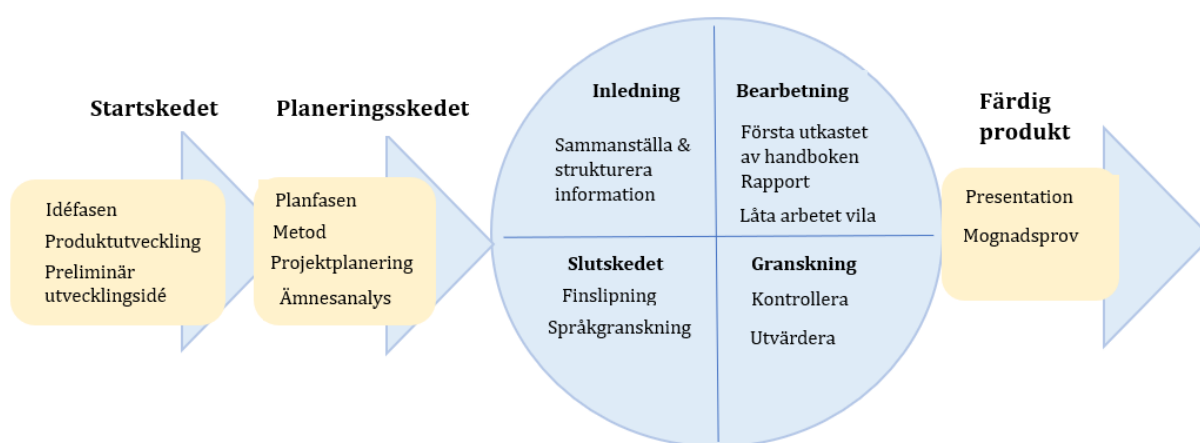 Startskedet
Idéfasen
Produktutveckling
Preliminär
utvecklingsidé
Planeringsskedet
Planfasen
Metod
Projektplanering
Ämnesanalys
Inledning
Sammanställa &
strukturera
information
Bearbetning
Första utkastet
av handboken
Rapport
Låta arbetet vila
Slutskedet
Finslipning
Språkgranskning
Granskning
Kontrollera
Utvärdera
Färdig
produkt
Presentation
Mognadsprov